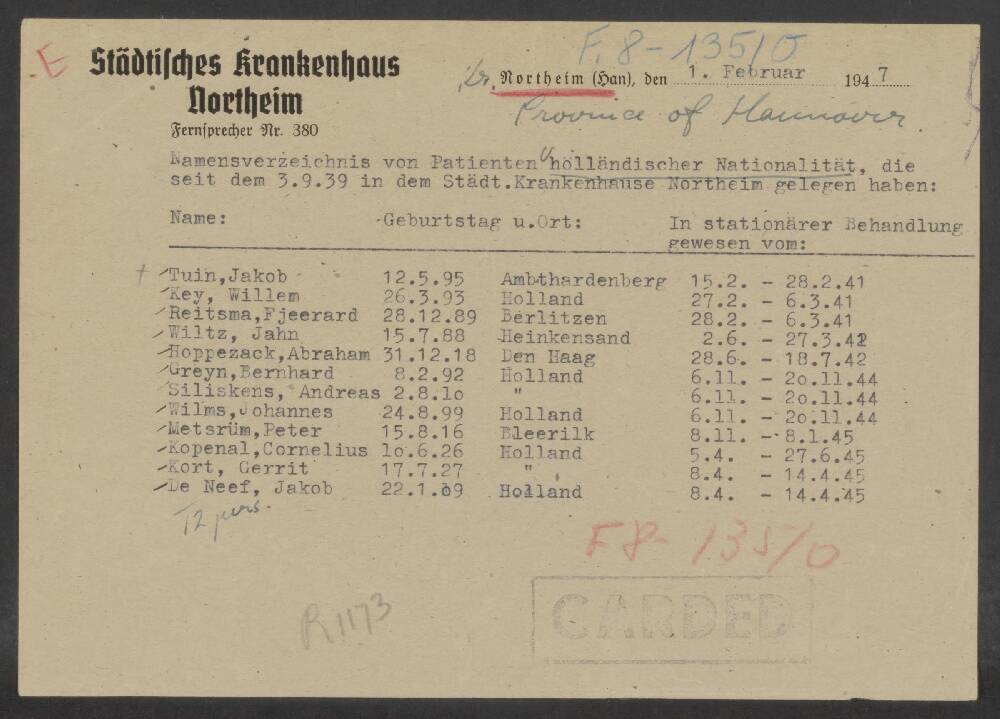 E
F. 8-135/0
Städtisches Krankenhaus
Northeim
Fernsprecher Nr. 380
Kr. Northeim (Han), den 1. Februar 1947
Province of Hannover
Namensverzeichnis von Patienten holländischer Nationalität, die
seit dem 3.9.39 in dem Städt.Krankenhause Northeim gelegen haben:
Name: Geburtstag u.Ort: In stationärer Behandlung
gewesen vom:
Tuin,Jakob 12.5.95 Ambthardenberg 15.2. - 28.2.41
Key, Willem 26.3.93 Holland 27.2. - 6.3.41
Reitsma,Fjeerard 28.12.89 Berlitzen 28.2. - 6.3.41
Wiltz, Jahn 15.7.88 Heinkensand 2.6. - 27.3.42
Hoppezack,Abraham 31.12.18 Den Haag 28.6. - 18.7.42
Greyn,Bernhard 8.2.92 Holland 6.11. - 2o.11.44
Siliskens, Andreas 2.8.1o " 6.11. - 2o.11.44
Wilms,Johannes 24.8.99 Holland 6.11. - 2o.11.44
Metsrüm,Peter 15.8.16 Bleerilk 8.11. - 8.1.45
Kopenal,Cornelius 1o.6.26 Holland 5.4. - 27.6.45
Kort, Gerrit 17.7.27 " 8.4. - 14.4.45
De Neef, Jakob 22.1.09 Holland 8.4. - 14.4.45
12 pers.
F8-135/0
R1173
CARDED